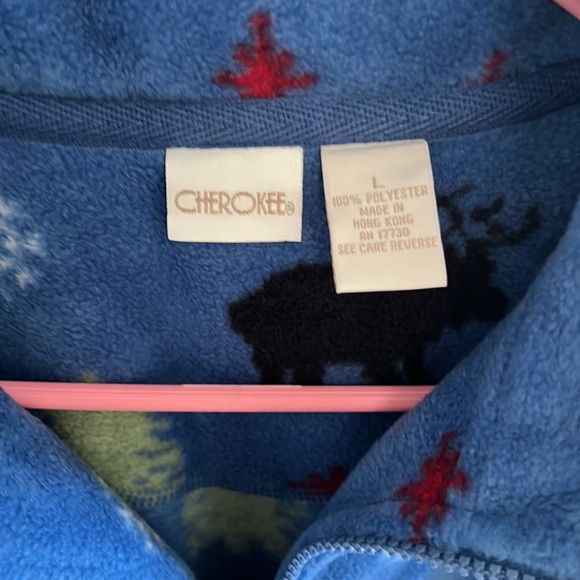 CHEROKEE®
L
100% POLYESTER
MADE IN
HONG KONG
RN 17730
SEE CARE REVERSE